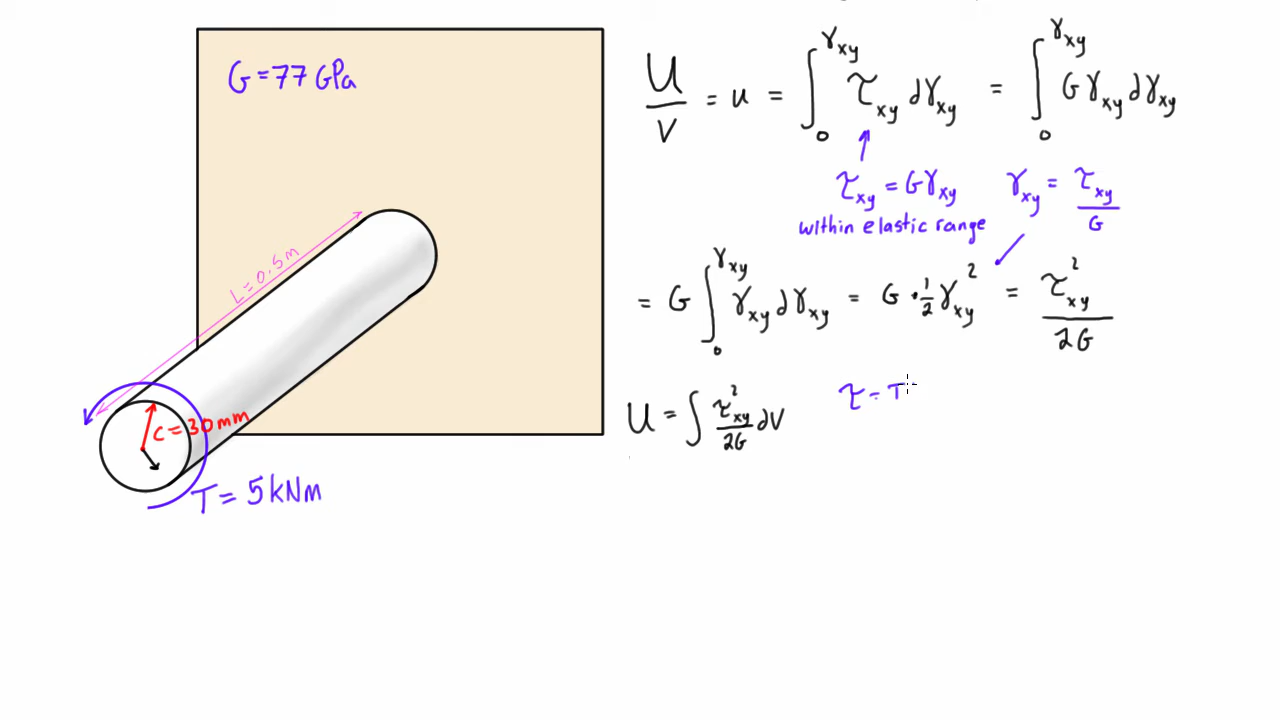 G = 77 GPa
L = 0.5 m
c = 30 mm
T = 5 kNm
U/V = u = ∫₀^γxy τxy dγxy = ∫₀^γxy G γxy dγxy
τxy = Gγxy
within elastic range
γxy = τxy/G
= G ∫₀^γxy γxy dγxy = G · ½ γxy² = τxy²/2G
U = ∫ τxy²/2G dV
τ = T